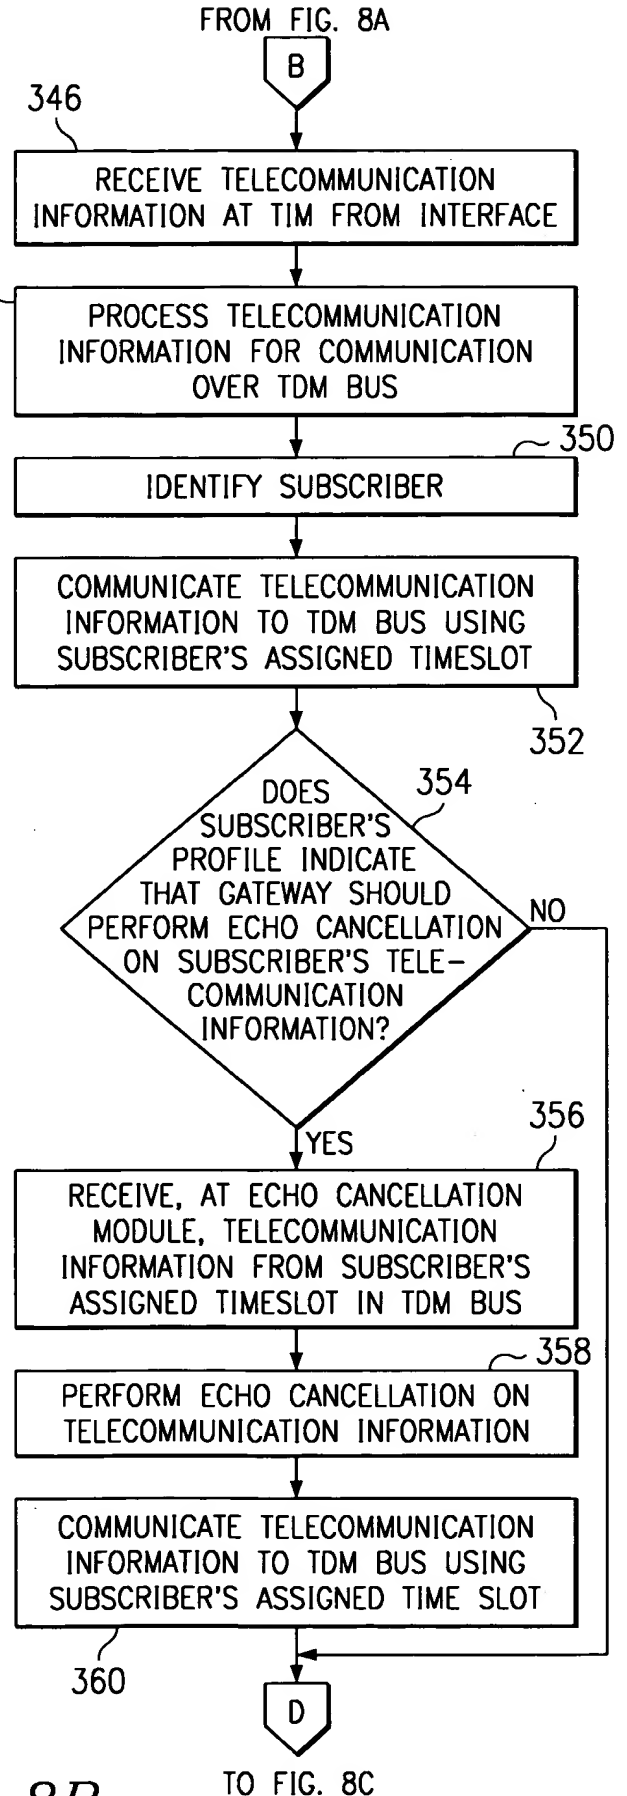 FROM FIG. 8A
B
346
RECEIVE TELECOMMUNICATION
INFORMATION AT TIM FROM INTERFACE
PROCESS TELECOMMUNICATION
INFORMATION FOR COMMUNICATION
OVER TDM BUS
350
IDENTIFY SUBSCRIBER
COMMUNICATE TELECOMMUNICATION
INFORMATION TO TDM BUS USING
SUBSCRIBER'S ASSIGNED TIMESLOT
352
354
DOES
SUBSCRIBER'S
PROFILE INDICATE
THAT GATEWAY SHOULD
PERFORM ECHO CANCELLATION
ON SUBSCRIBER'S TELE-
COMMUNICATION
INFORMATION?
NO
YES
356
RECEIVE, AT ECHO CANCELLATION
MODULE, TELECOMMUNICATION
INFORMATION FROM SUBSCRIBER'S
ASSIGNED TIMESLOT IN TDM BUS
358
PERFORM ECHO CANCELLATION ON
TELECOMMUNICATION INFORMATION
COMMUNICATE TELECOMMUNICATION
INFORMATION TO TDM BUS USING
SUBSCRIBER'S ASSIGNED TIME SLOT
360
D
TO FIG. 8C